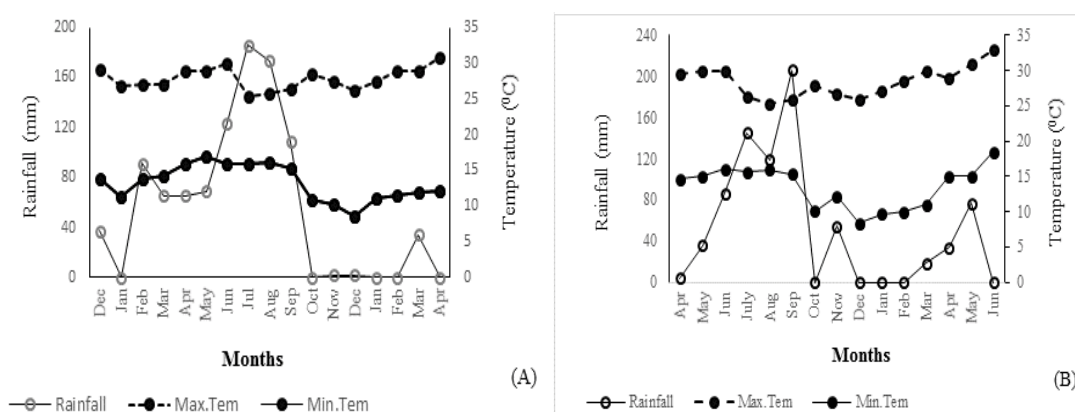 200
160
120
80
40
0
Rainfall (mm)
35
30
25
20
15
10
5
0
Temperature (⁰C)
Dec
Jan
Feb
Mar
Apr
May
Jun
Jul
Aug
Sep
Oct
Nov
Dec
Jan
Feb
Mar
Apr
Months
(A)
Rainfall Max.Tem Min.Tem
240
200
160
120
80
40
0
Rainfall (mm)
35
30
25
20
15
10
5
0
Temperature (⁰C)
Apr
May
Jun
July
Aug
Sep
Oct
Nov
Dec
Jan
Feb
Mar
Apr
May
Jun
Months
(B)
Rainfall Max.Tem Min.Tem